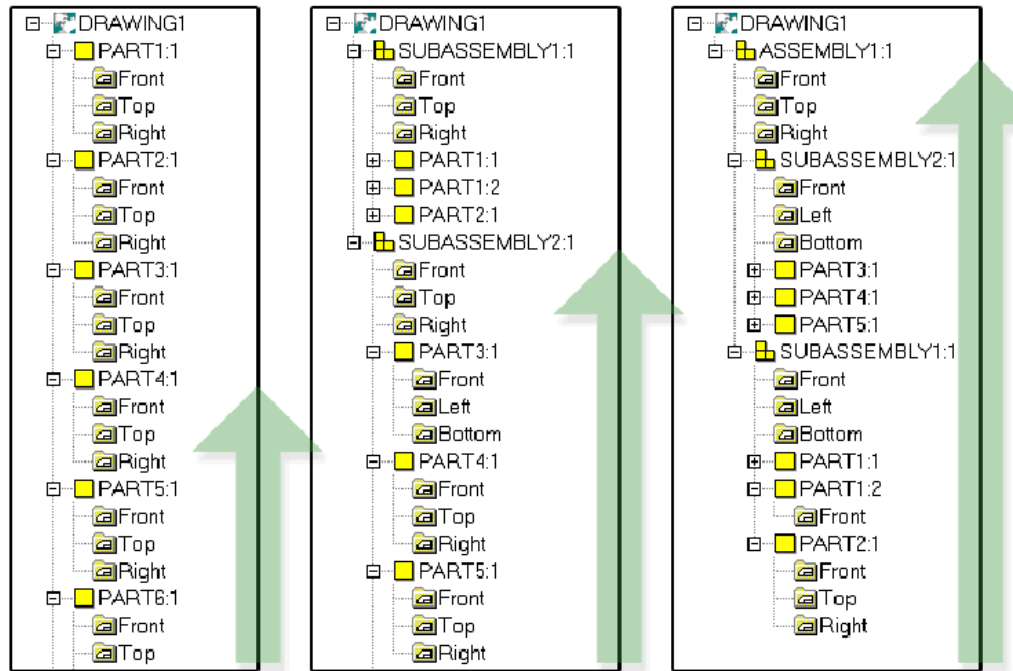 DRAWING1
PART1:1
Front
Top
Right
PART2:1
Front
Top
Right
PART3:1
Front
Top
Right
PART4:1
Front
Top
Right
PART5:1
Front
Top
Right
PART6:1
Front
Top
DRAWING1
SUBASSEMBLY1:1
Front
Top
Right
PART1:1
PART1:2
PART2:1
SUBASSEMBLY2:1
Front
Top
Right
PART3:1
Front
Left
Bottom
PART4:1
Front
Top
Right
PART5:1
Front
Top
Right
DRAWING1
ASSEMBLY1:1
Front
Top
Right
SUBASSEMBLY2:1
Front
Left
Bottom
PART3:1
PART4:1
PART5:1
SUBASSEMBLY1:1
Front
Left
Bottom
PART1:1
PART1:2
Front
PART2:1
Front
Top
Right